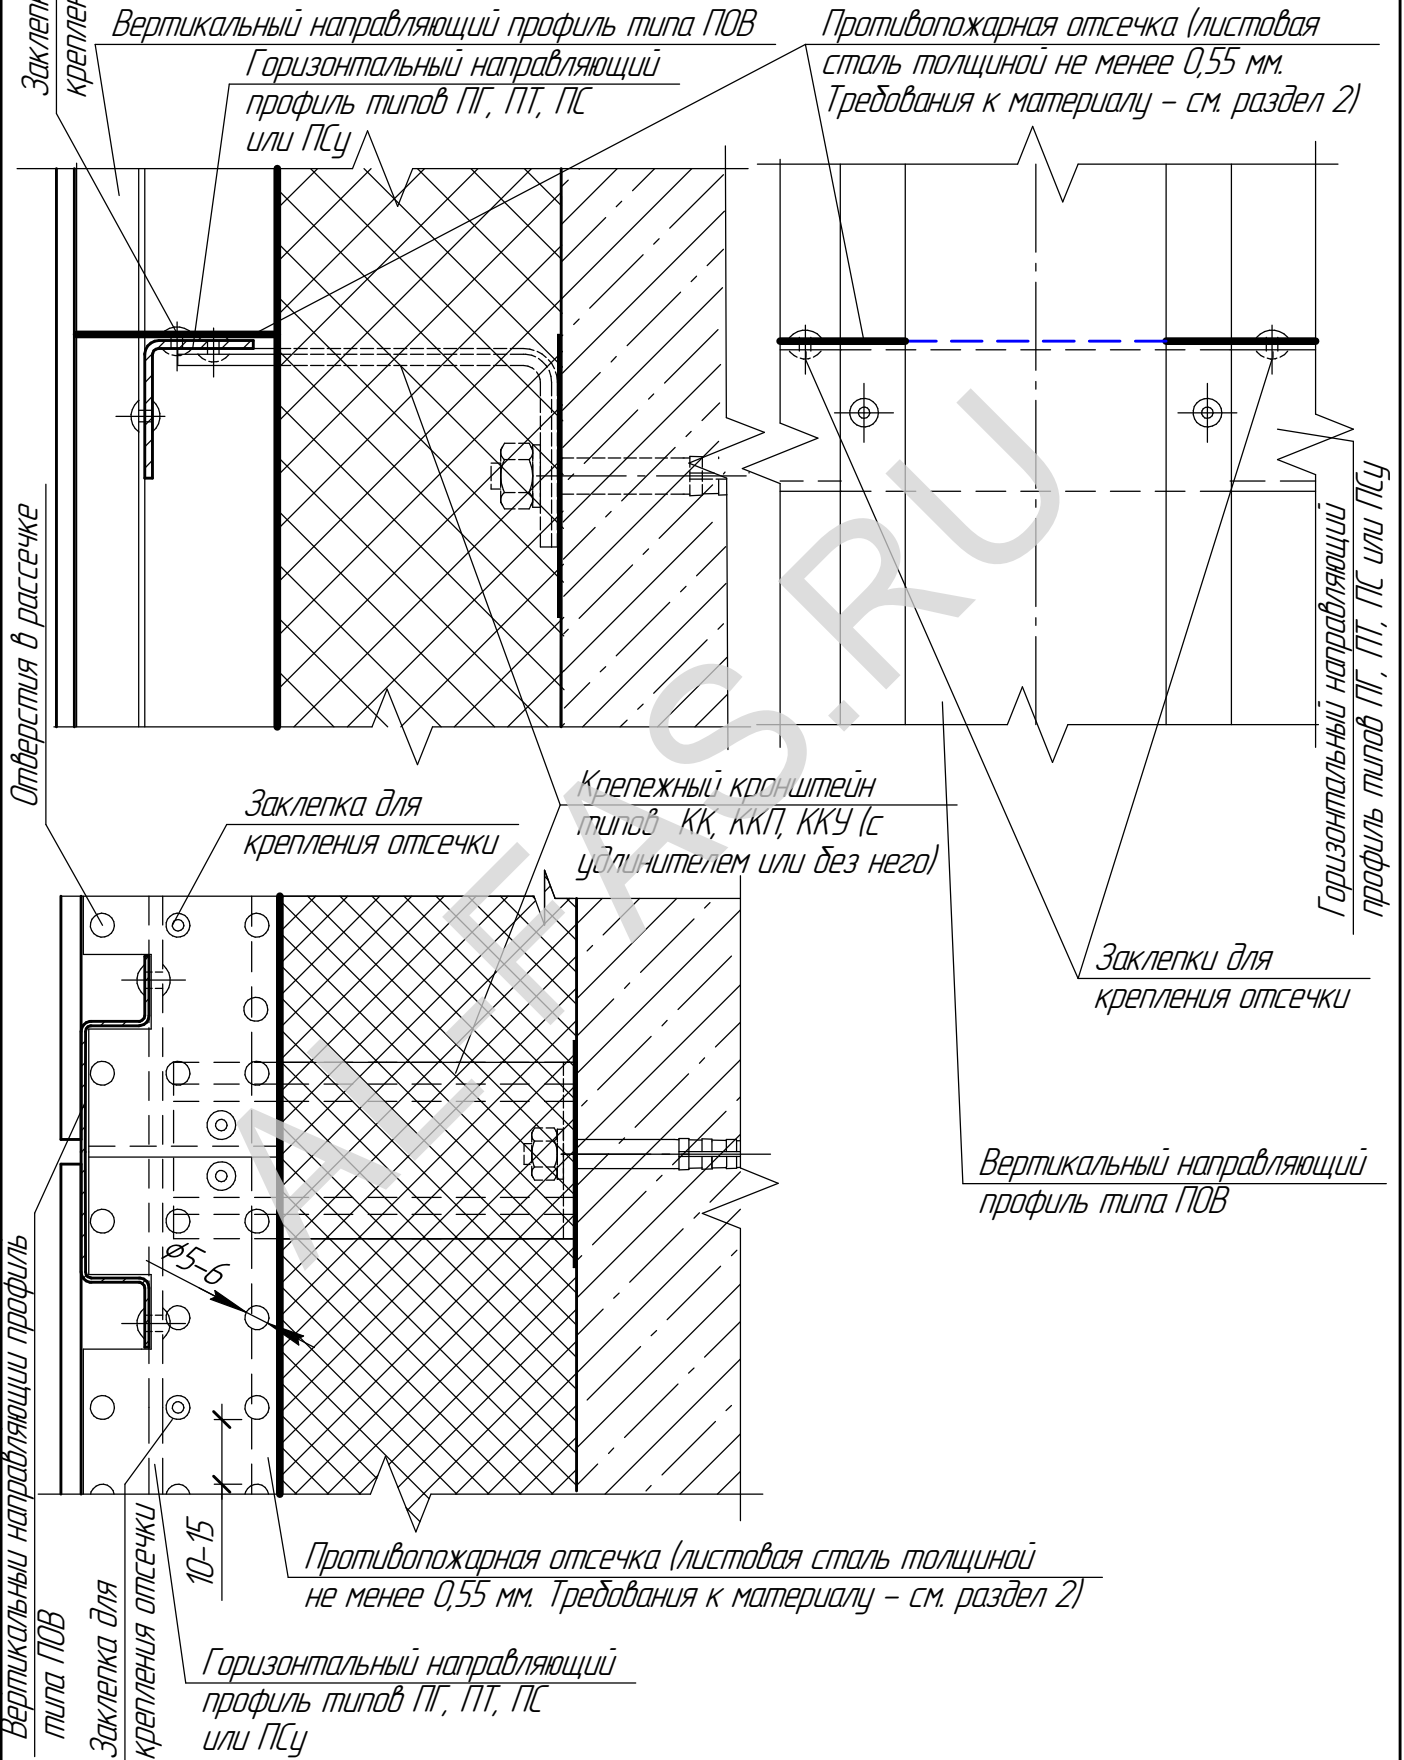 Заклепк
креплен
Вертикальный направляющий профиль типа ПОВ
Горизонтальный направляющий
профиль типов ПГ, ПТ, ПС
или ПСу
Противопожарная отсечка (листовая
сталь толщиной не менее 0,55 мм.
Требования к материалу – см. раздел 2)
Отверстия в рассечке
Горизонтальный направляющий
профиль типов ПГ, ПТ, ПС или ПСу
Заклепка для
крепления отсечки
Крепежный кронштейн
типов КК, ККП, ККУ (с
удлинителем или без него)
Заклепки для
крепления отсечки
Вертикальный направляющий
профиль типа ПОВ
ø5-6
10-15
Вертикальный направляющий профиль
типа ПОВ
Заклепка для
крепления отсечки
Противопожарная отсечка (листовая сталь толщиной
не менее 0,55 мм. Требования к материалу – см. раздел 2)
Горизонтальный направляющий
профиль типов ПГ, ПТ, ПС
или ПСу
AL-FAS.RU